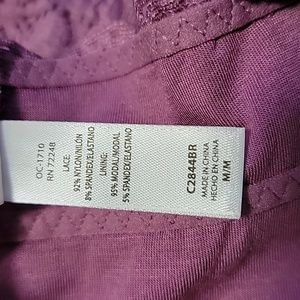 OC-1710
RN 72248
LACE:
92% NYLON/NILÓN
8% SPANDEX/ELASTANO
LINING:
95% MODAL/MODAL
5% SPANDEX/ELASTANO
C2844BR
MADE IN CHINA
HECHO EN CHINA
M/M